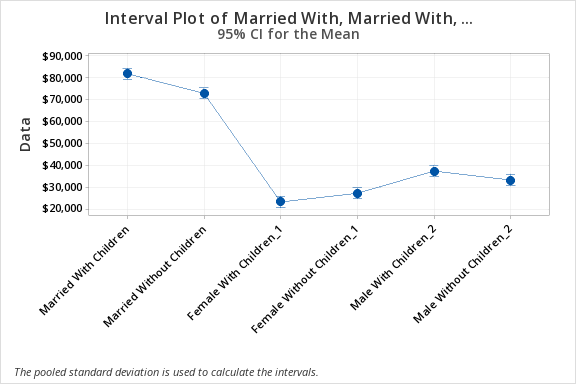 Interval Plot of Married With, Married With, ...
95% CI for the Mean
Data
$90,000
$80,000
$70,000
$60,000
$50,000
$40,000
$30,000
$20,000
Married With Children
Married Without Children
Female With Children_1
Female Without Children_1
Male With Children_2
Male Without Children_2
The pooled standard deviation is used to calculate the intervals.